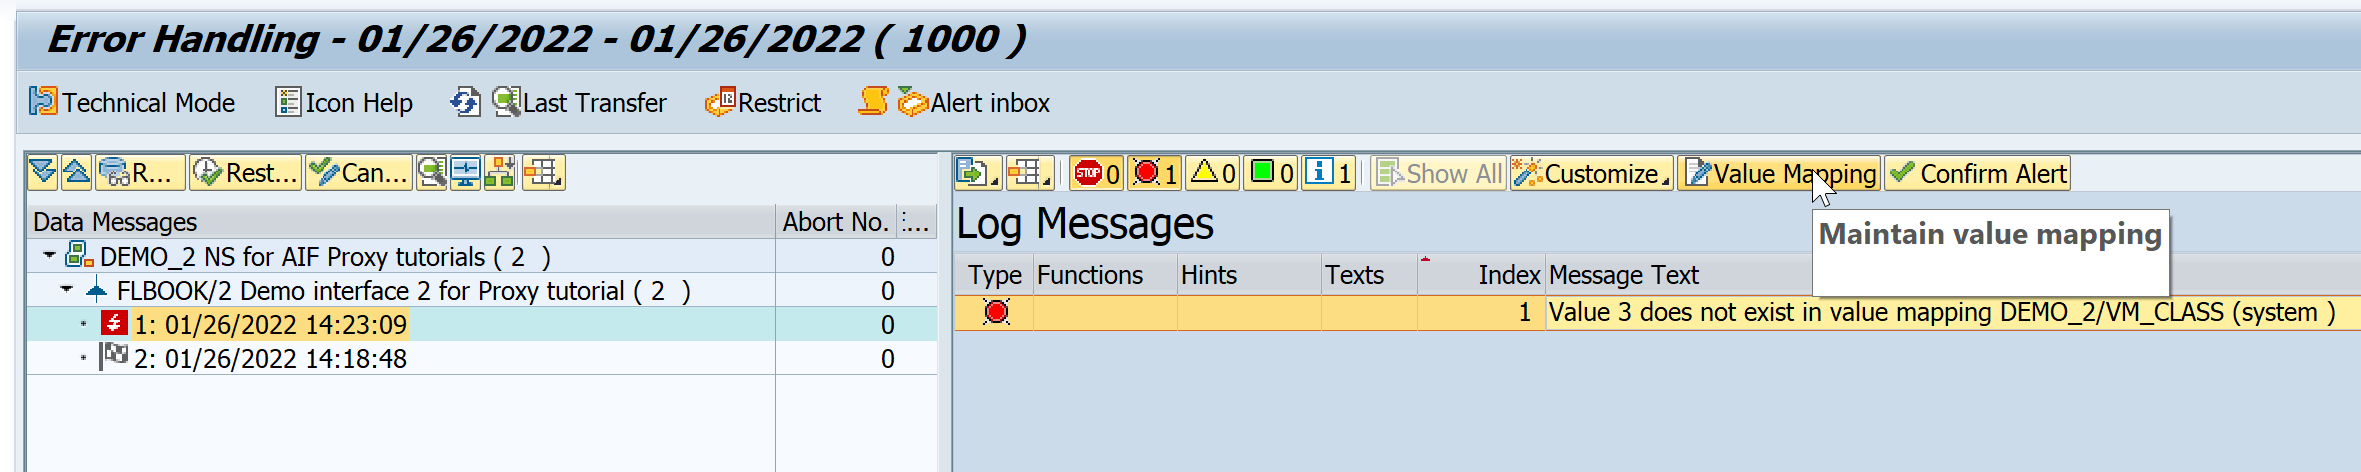 Error Handling - 01/26/2022 - 01/26/2022 ( 1000 )
Technical Mode Icon Help Last Transfer Restrict Alert inbox
R... Rest... Can...
STOP 0 1 0 0 1 Show All Customize Value Mapping Confirm Alert
Maintain value mapping
Data Messages Abort No. :...
DEMO_2 NS for AIF Proxy tutorials ( 2 ) 0
FLBOOK/2 Demo interface 2 for Proxy tutorial ( 2 ) 0
1: 01/26/2022 14:23:09 0
2: 01/26/2022 14:18:48 0
Log Messages
Type Functions Hints Texts Index Message Text
1 Value 3 does not exist in value mapping DEMO_2/VM_CLASS (system )